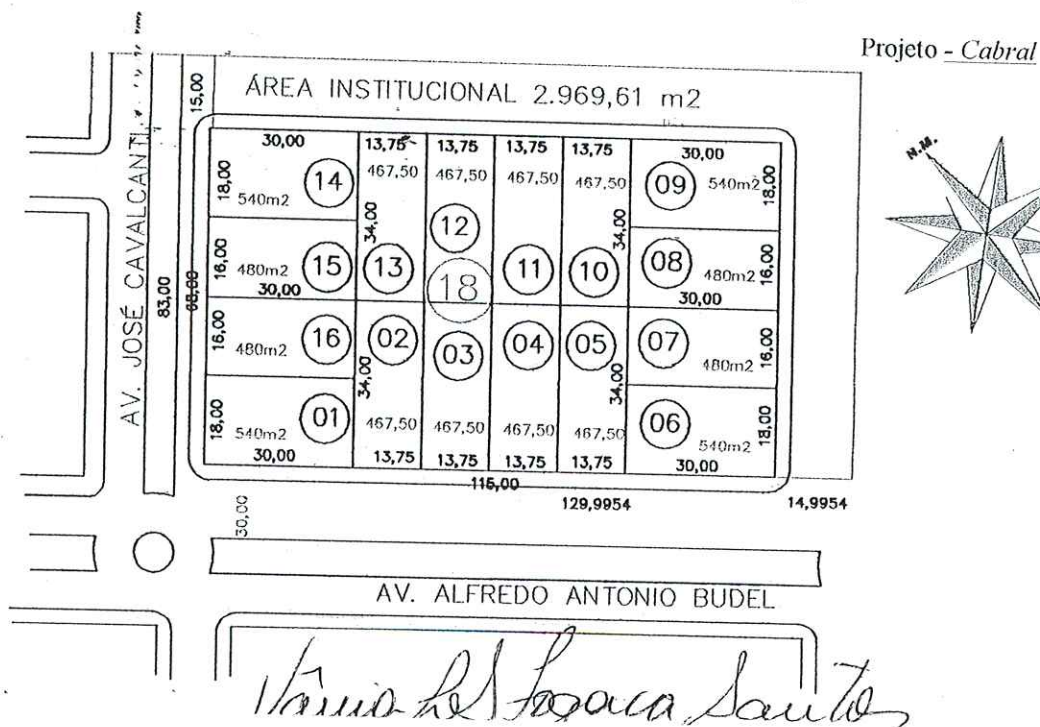 Projeto - Cabral
N.M.
ÁREA INSTITUCIONAL 2.969,61 m2
AV. JOSÉ CAVALCANTI
15,00
83,00
68,00
30,00 13,75 13,75 13,75 13,75 30,00
18,00 540m2 14 467,50 467,50 467,50 467,50 09 540m2 18,00
34,00 12 34,00
16,00 480m2 15 13 18 11 10 08 480m2 16,00
30,00 30,00
16,00 480m2 16 02 03 04 05 07 480m2 16,00
34,00 34,00
18,00 540m2 01 467,50 467,50 467,50 467,50 06 540m2 18,00
30,00 13,75 13,75 13,75 13,75 30,00
115,00
30,00 129,9954 14,9954
AV. ALFREDO ANTONIO BUDEL
Santos